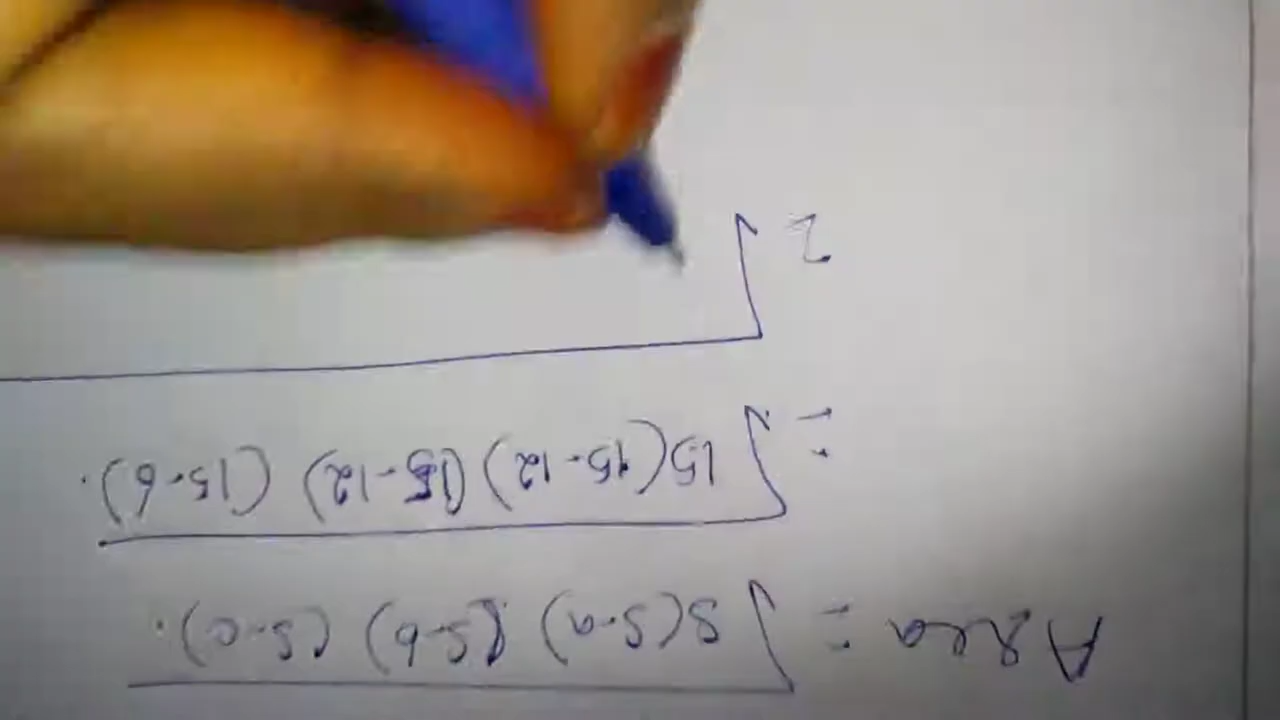 Area = √s(s-a) (s-b) (s-c).
= √15(15-12) (15-12) (15-6).
= √